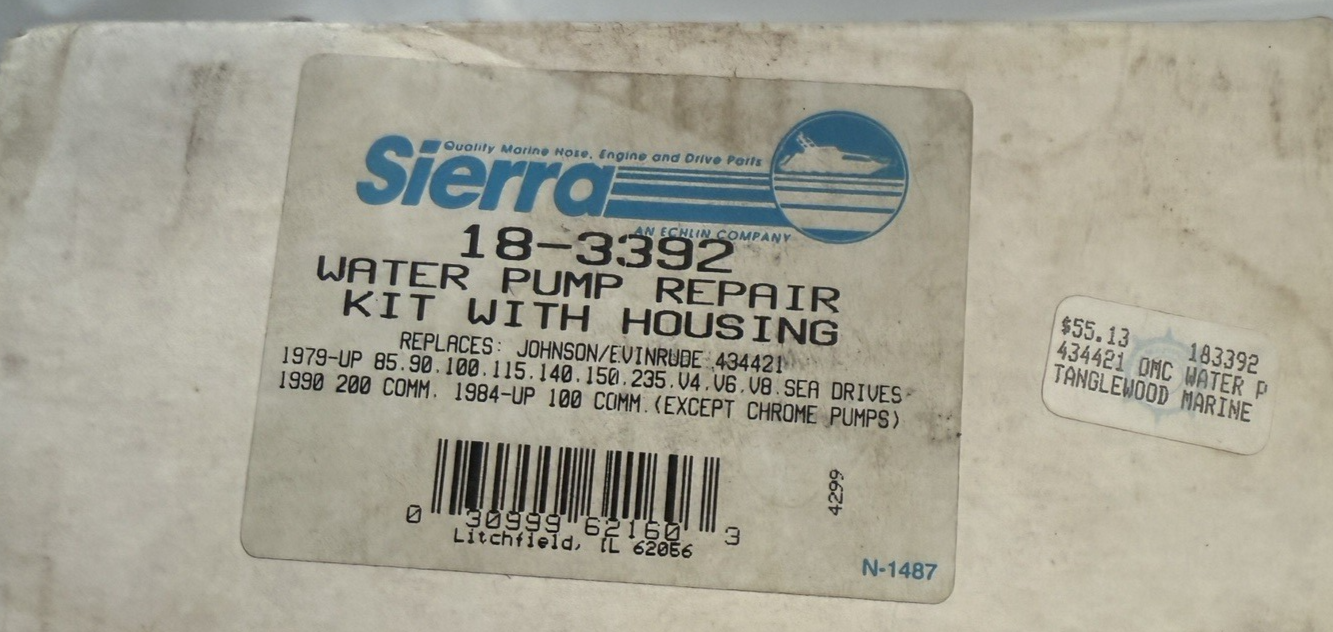 Quality Marine Hose, Engine and Drive Parts
Sierra
AN ECHLIN COMPANY
18-3392
WATER PUMP REPAIR
KIT WITH HOUSING
REPLACES: JOHNSON/EVINRUDE 434421
1979-UP 85.90.100.115.140.150.235.V4.V6.V8.SEA DRIVES
1990 200 COMM. 1984-UP 100 COMM.(EXCEPT CHROME PUMPS)
0 30999 62160 3
Litchfield, IL 62056
4299
N-1487
$55.13 183392
434421 OMC WATER P
TANGLEWOOD MARINE